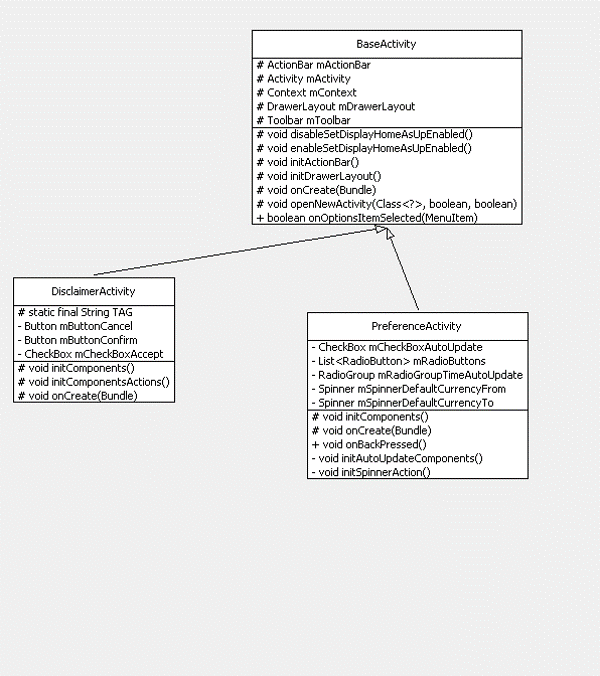 BaseActivity
# ActionBar mActionBar
# Activity mActivity
# Context mContext
# DrawerLayout mDrawerLayout
# Toolbar mToolbar
# void disableSetDisplayHomeAsUpEnabled()
# void enableSetDisplayHomeAsUpEnabled()
# void initActionBar()
# void initDrawerLayout()
# void onCreate(Bundle)
# void openNewActivity(Class<?>, boolean, boolean)
+ boolean onOptionsItemSelected(MenuItem)
DisclaimerActivity
# static final String TAG
- Button mButtonCancel
- Button mButtonConfirm
- CheckBox mCheckBoxAccept
# void initComponents()
# void initComponentsActions()
# void onCreate(Bundle)
PreferenceActivity
- CheckBox mCheckBoxAutoUpdate
- List<RadioButton> mRadioButtons
- RadioGroup mRadioGroupTimeAutoUpdate
- Spinner mSpinnerDefaultCurrencyFrom
- Spinner mSpinnerDefaultCurrencyTo
# void initComponents()
# void onCreate(Bundle)
+ void onBackPressed()
- void initAutoUpdateComponents()
- void initSpinnerAction()